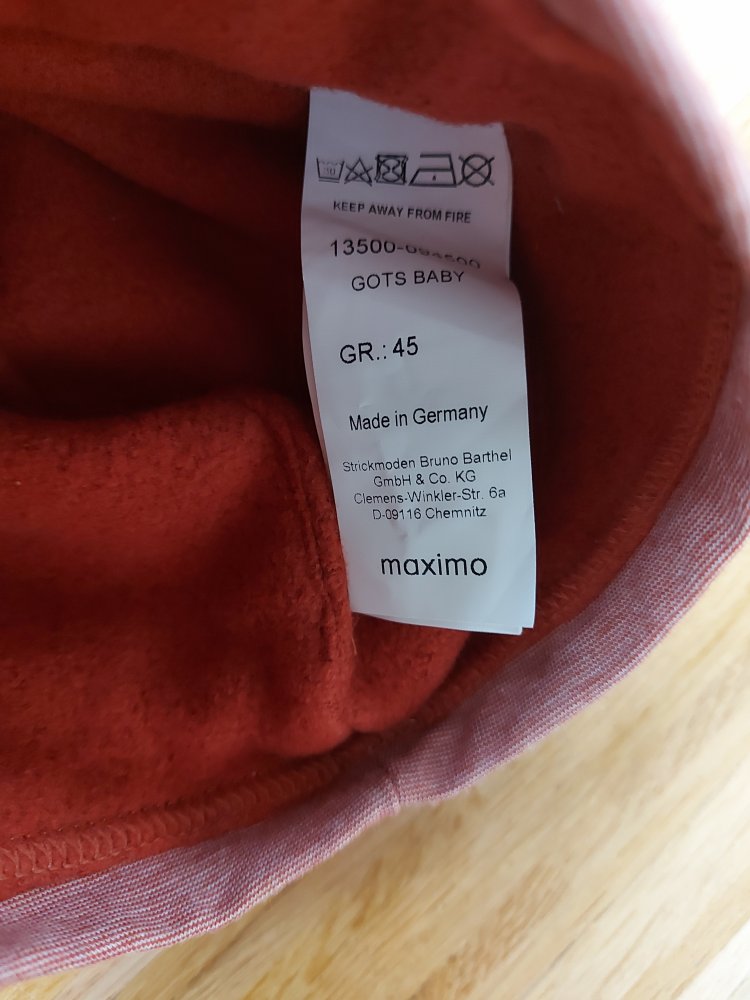 KEEP AWAY FROM FIRE
GOTS BABY
GR.: 45
Made in Germany
Strickmoden Bruno Barthel
GmbH & Co. KG
Clemens-Winkler-Str. 6a
D-09116 Chemnitz
maximo